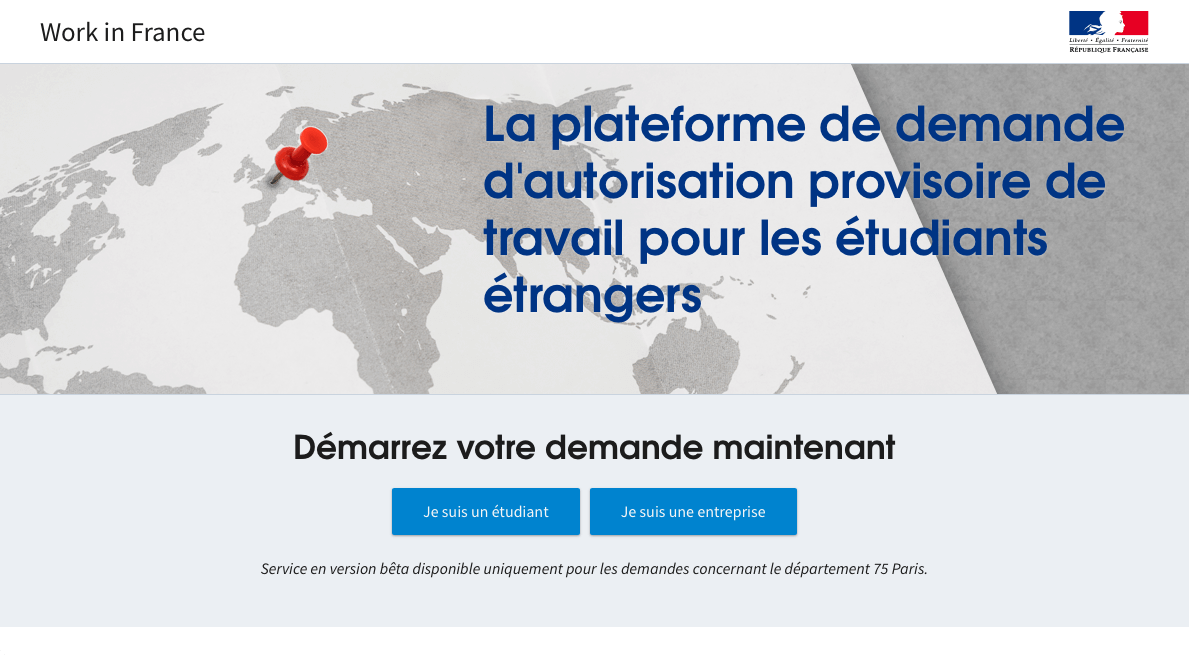 Work in France
Liberté • Égalité • Fraternité
RÉPUBLIQUE FRANÇAISE
La plateforme de demande
d'autorisation provisoire de
travail pour les étudiants
étrangers
Démarrez votre demande maintenant
Je suis un étudiant
Je suis une entreprise
Service en version bêta disponible uniquement pour les demandes concernant le département 75 Paris.